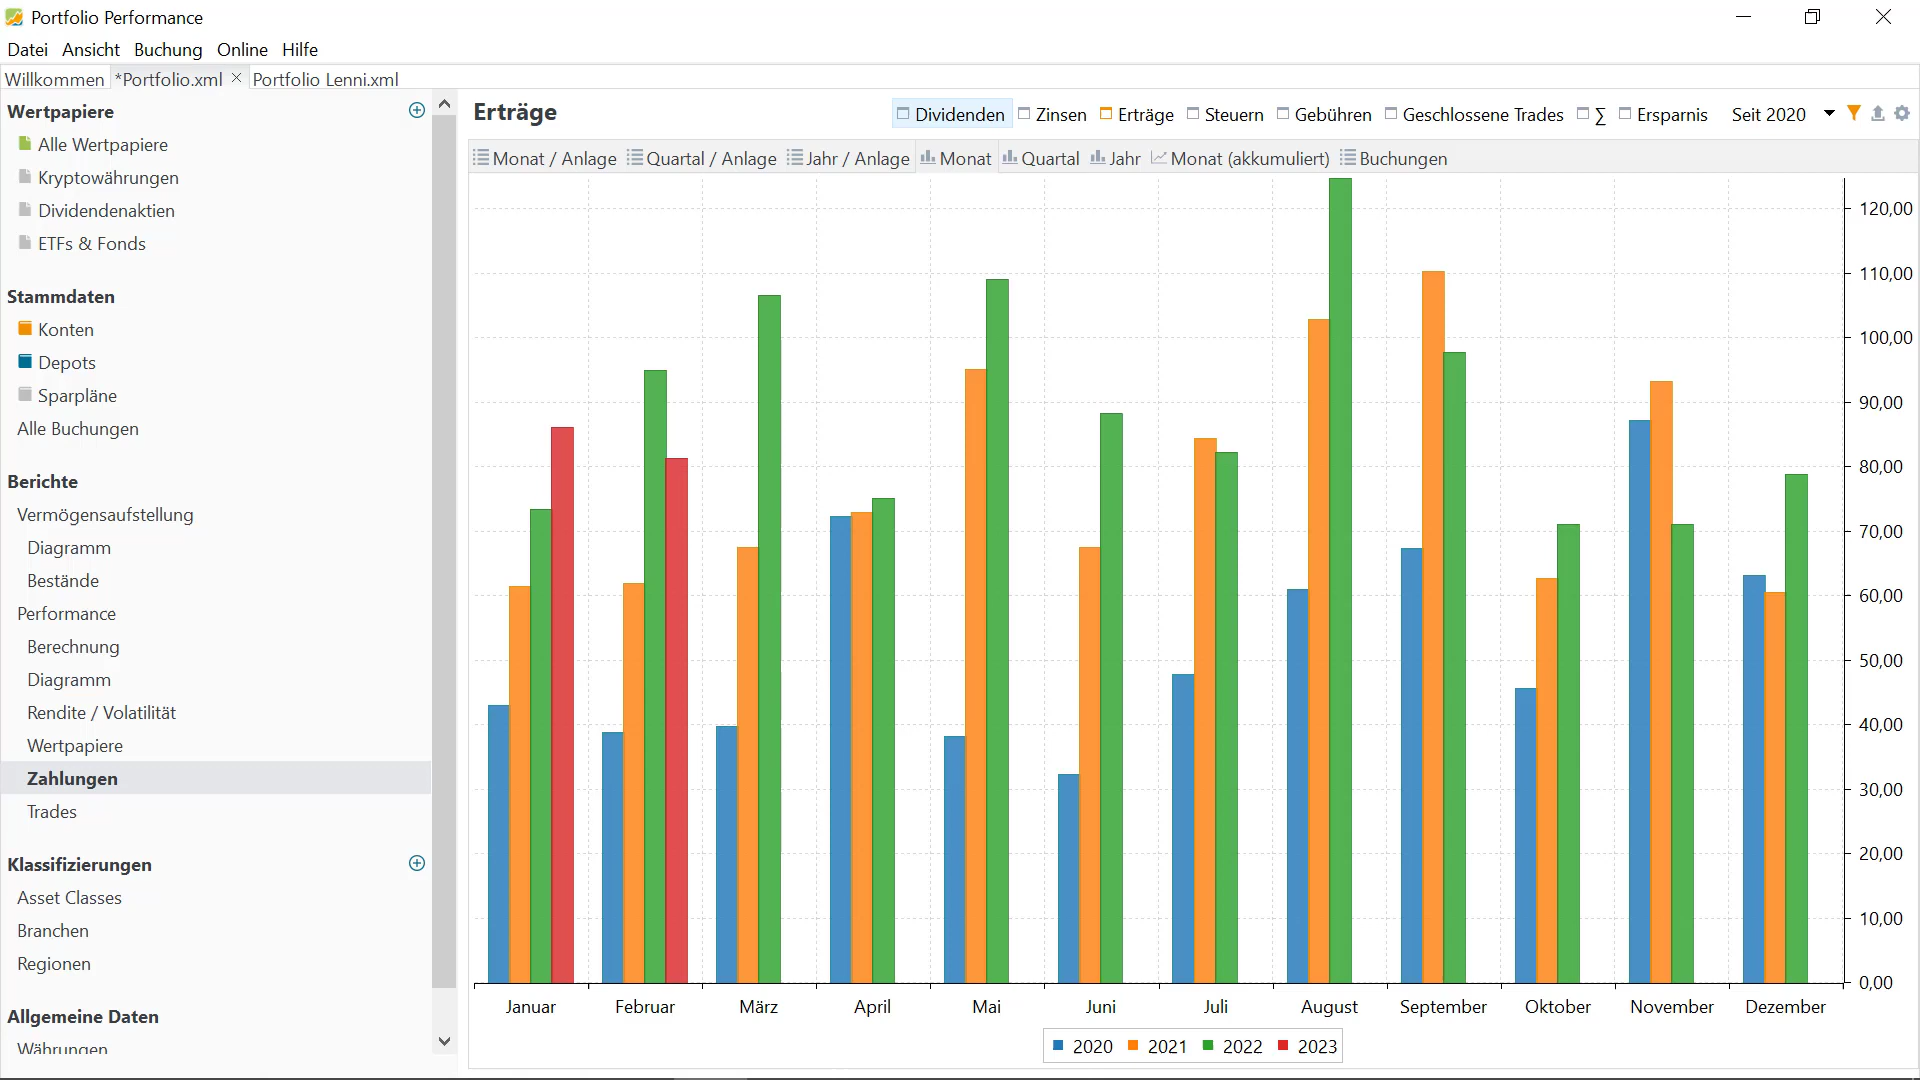 Portfolio Performance
Datei Ansicht Buchung Online Hilfe
Willkommen *Portfolio.xml Portfolio Lenni.xml
Wertpapiere
Alle Wertpapiere
Kryptowährungen
Dividendenaktien
ETFs & Fonds
Stammdaten
Konten
Depots
Sparpläne
Alle Buchungen
Berichte
Vermögensaufstellung
Diagramm
Bestände
Performance
Berechnung
Diagramm
Rendite / Volatilität
Wertpapiere
Zahlungen
Trades
Klassifizierungen
Asset Classes
Branchen
Regionen
Allgemeine Daten
Währungen
Erträge
Dividenden Zinsen Erträge Steuern Gebühren Geschlossene Trades ∑ Ersparnis Seit 2020
Monat / Anlage Quartal / Anlage Jahr / Anlage Monat Quartal Jahr Monat (akkumuliert) Buchungen
120,00
110,00
100,00
90,00
80,00
70,00
60,00
50,00
40,00
30,00
20,00
10,00
0,00
Januar Februar März April Mai Juni Juli August September Oktober November Dezember
2020 2021 2022 2023